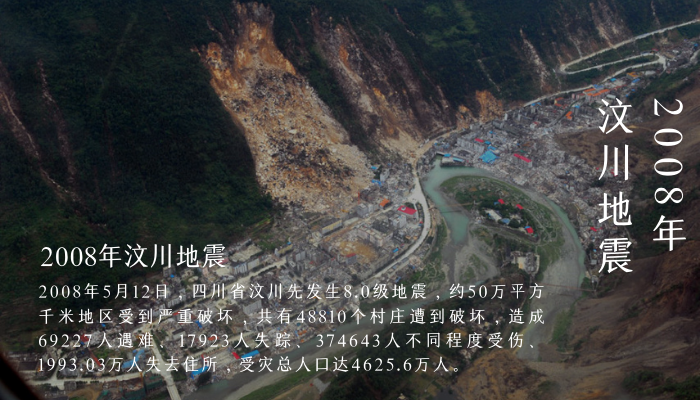 2008年
汶川地震
2008年汶川地震
2008年5月12日，四川省汶川先发生8.0级地震，约50万平方
千米地区受到严重破坏，共有48810个村庄遭到破坏，造成
69227人遇难、17923人失踪、374643人不同程度受伤、
1993.03万人失去住所，受灾总人口达4625.6万人。